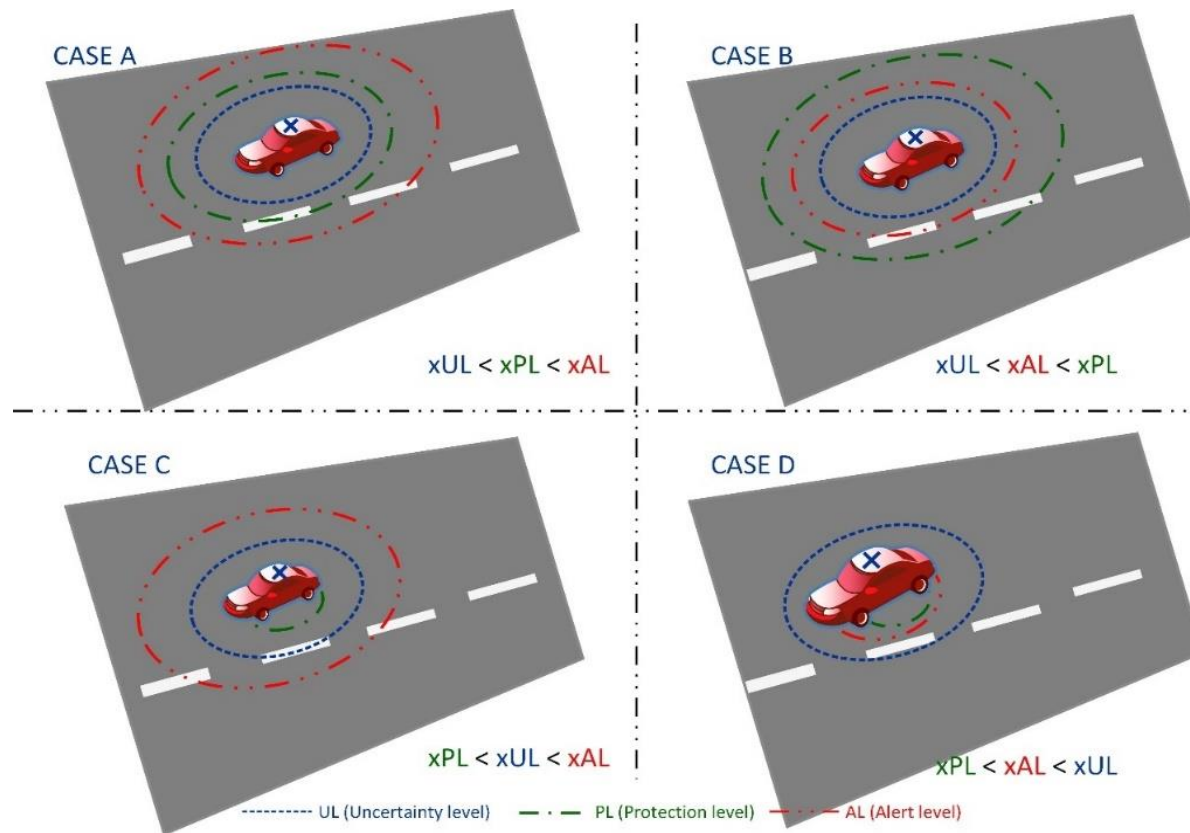 CASE A
CASE B
xUL < xPL < xAL
xUL < xAL < xPL
CASE C
CASE D
xPL < xUL < xAL
xPL < xAL < xUL
UL (Uncertainty level)
PL (Protection level)
AL (Alert level)